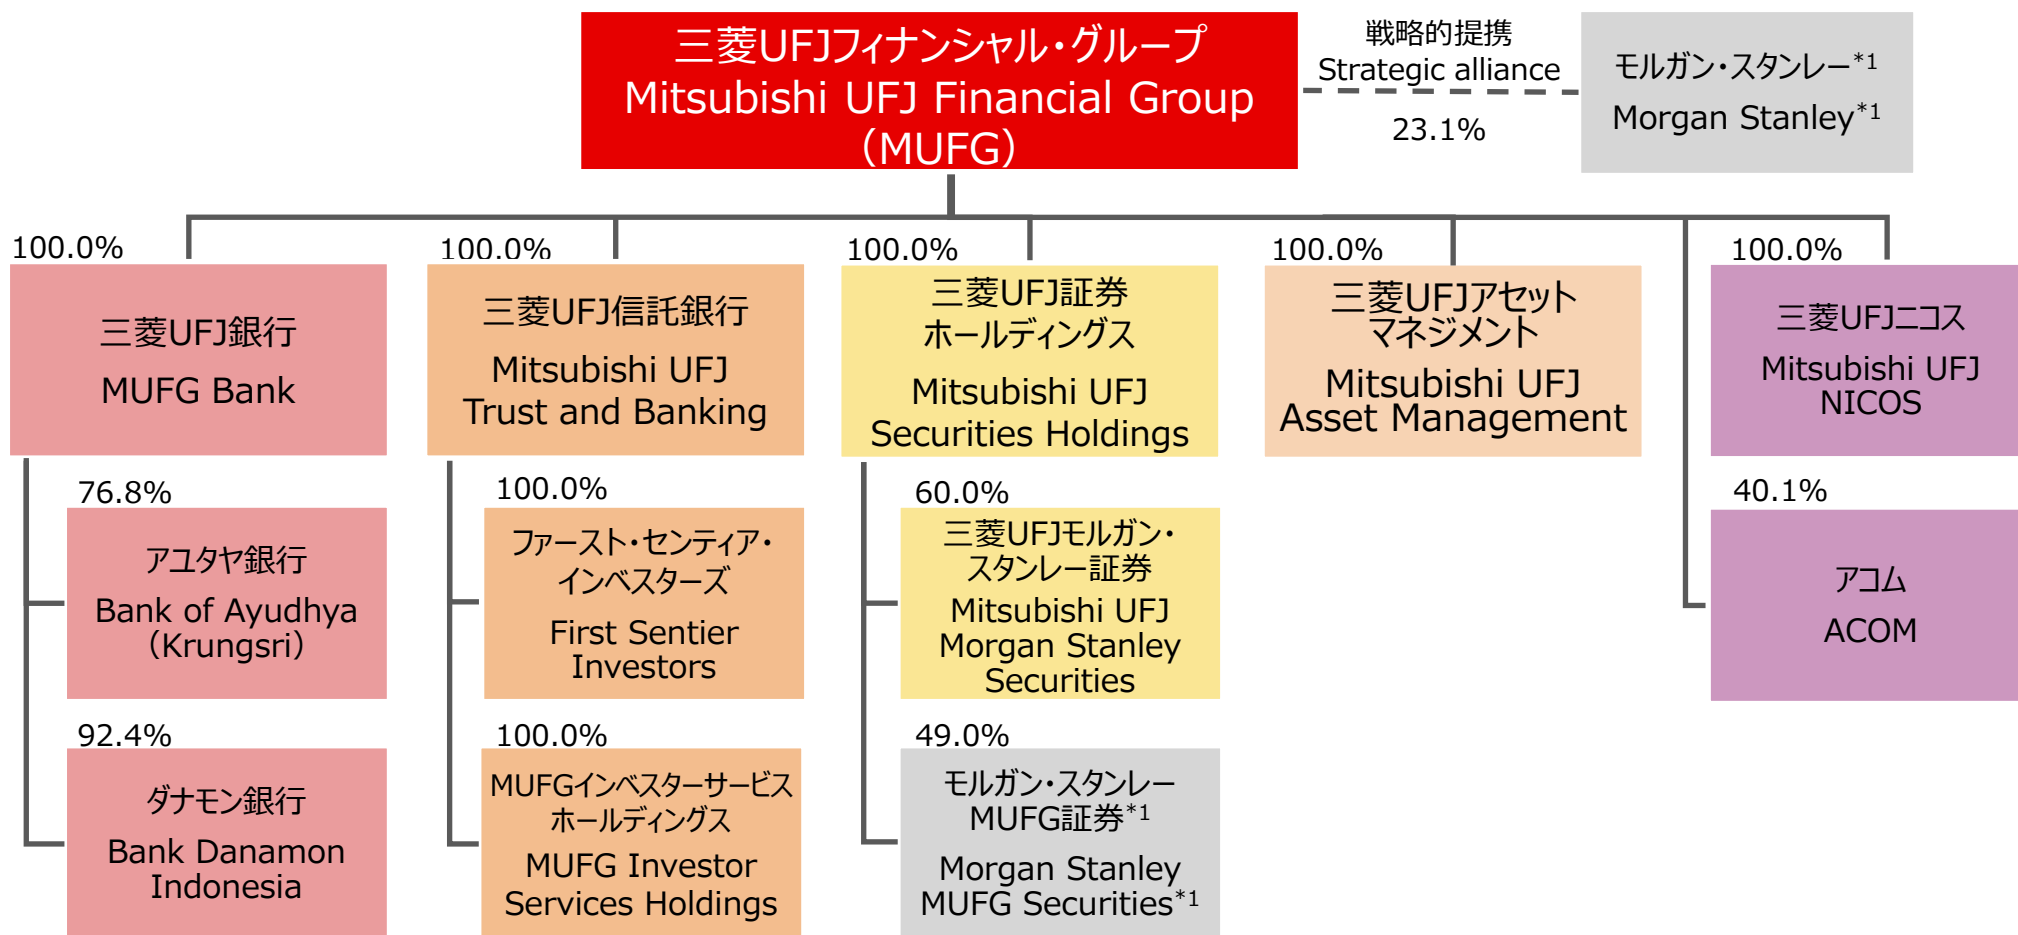 三菱UFJフィナンシャル・グループ
Mitsubishi UFJ Financial Group
（MUFG）
戦略的提携
Strategic alliance
23.1%
モルガン・スタンレー*1
Morgan Stanley*1
100.0%
三菱UFJ銀行
MUFG Bank
76.8%
アユタヤ銀行
Bank of Ayudhya
（Krungsri）
92.4%
ダナモン銀行
Bank Danamon
Indonesia
100.0%
三菱UFJ信託銀行
Mitsubishi UFJ
Trust and Banking
100.0%
ファースト・センティア・
インベスターズ
First Sentier
Investors
100.0%
MUFGインベスターサービス
ホールディングス
MUFG Investor
Services Holdings
100.0%
三菱UFJ証券
ホールディングス
Mitsubishi UFJ
Securities Holdings
60.0%
三菱UFJモルガン・
スタンレー証券
Mitsubishi UFJ
Morgan Stanley
Securities
49.0%
モルガン・スタンレー
MUFG証券*1
Morgan Stanley
MUFG Securities*1
100.0%
三菱UFJアセット
マネジメント
Mitsubishi UFJ
Asset Management
100.0%
三菱UFJニコス
Mitsubishi UFJ
NICOS
40.1%
アコム
ACOM